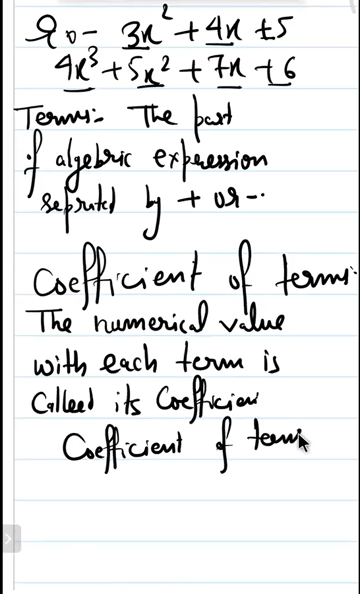 3x² + 4x + 5
4x³ + 5x² + 7x + 6
Terms:- The part
of algebric expression
seprated by + or -.
Coefficient of terms:-
The numerical value
with each term is
Called its Coefficien
Coefficient of term